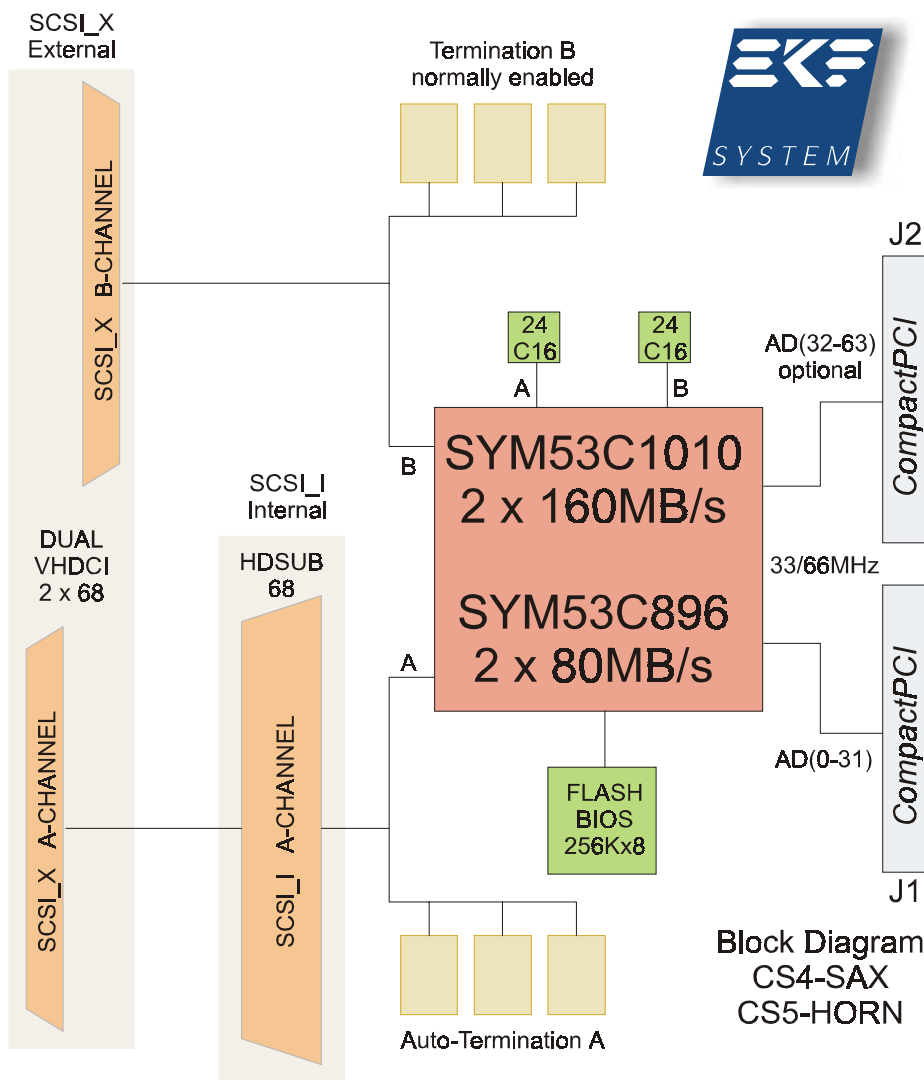 SCSI_X
External
Termination B
normally enabled
EKF
SYSTEM
SCSI_X B-CHANNEL
J2
CompactPCI
24
C16
A
24
C16
B
AD(32-63)
optional
B
SYM53C1010
2 x 160MB/s
SYM53C896
2 x 80MB/s
A
33/66MHz
SCSI_I
Internal
DUAL
VHDCI
2 x 68
HDSUB
68
SCSI_X A-CHANNEL
SCSI_I A-CHANNEL
AD(0-31)
CompactPCI
J1
FLASH
BIOS
256Kx8
Auto-Termination A
Block Diagram
CS4-SAX
CS5-HORN